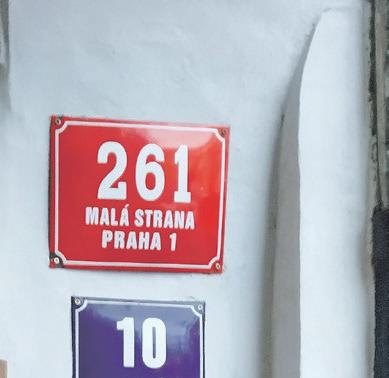 261
MALÁ STRANA
PRAHA 1
10